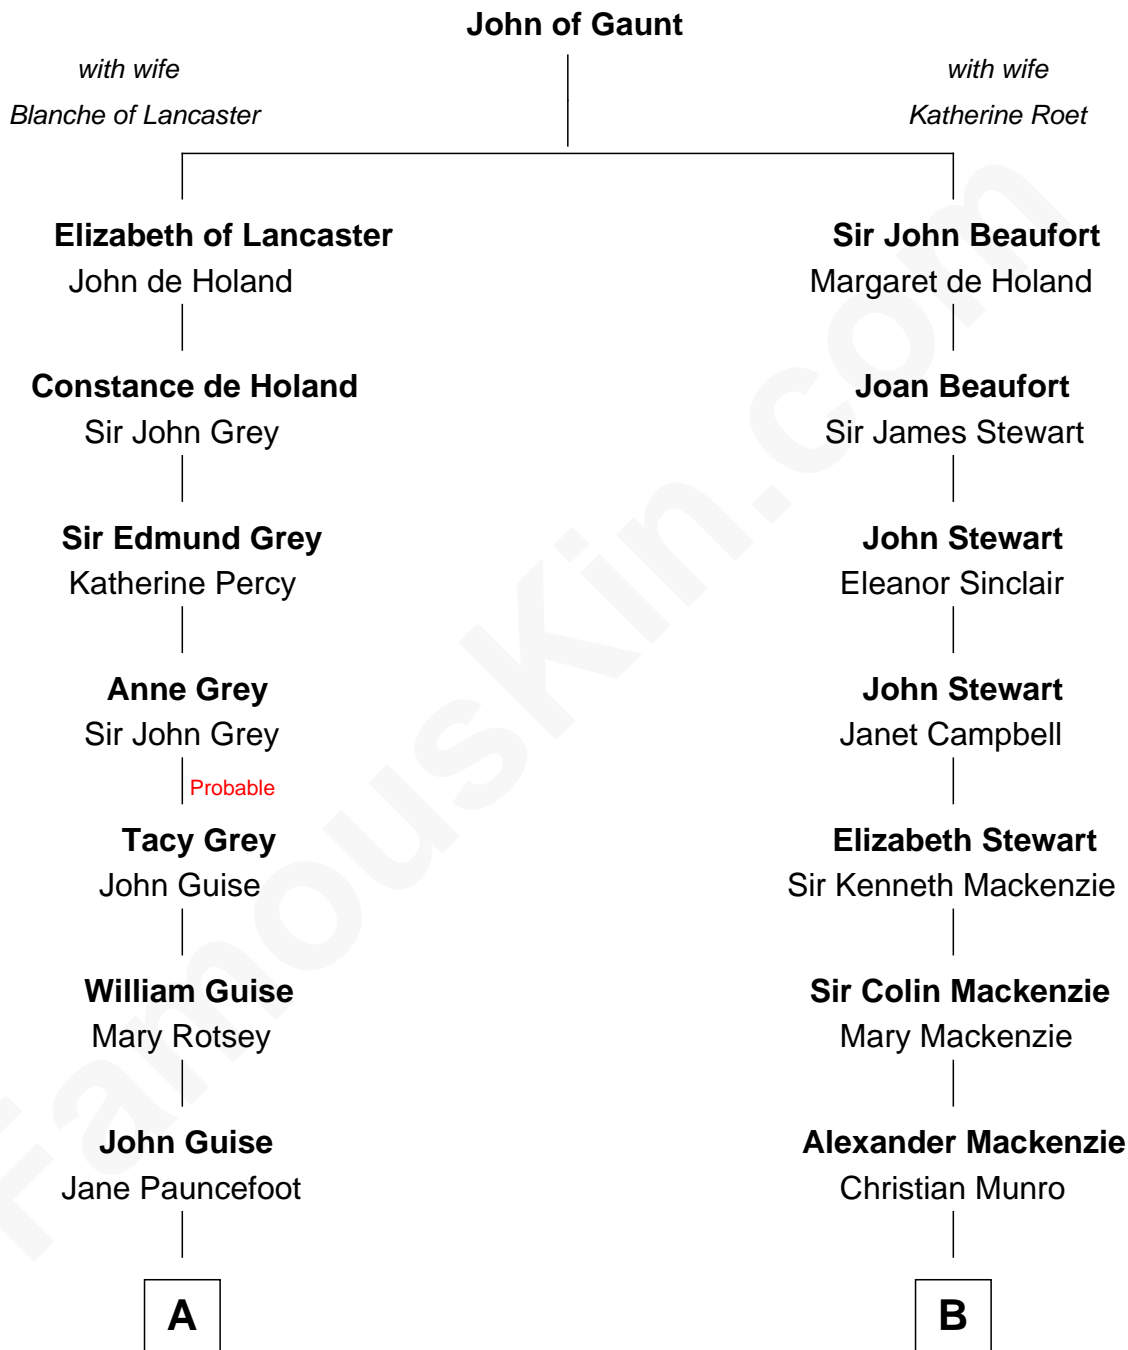 John of Gaunt
with wife
Blanche of Lancaster
with wife
Katherine Roet
Elizabeth of Lancaster
John de Holand
Sir John Beaufort
Margaret de Holand
Constance de Holand
Sir John Grey
Joan Beaufort
Sir James Stewart
Sir Edmund Grey
Katherine Percy
John Stewart
Eleanor Sinclair
Anne Grey
Sir John Grey
John Stewart
Janet Campbell
Probable
Tacy Grey
John Guise
Elizabeth Stewart
Sir Kenneth Mackenzie
William Guise
Mary Rotsey
Sir Colin Mackenzie
Mary Mackenzie
John Guise
Jane Pauncefoot
Alexander Mackenzie
Christian Munro
A
B
FamousKin.com